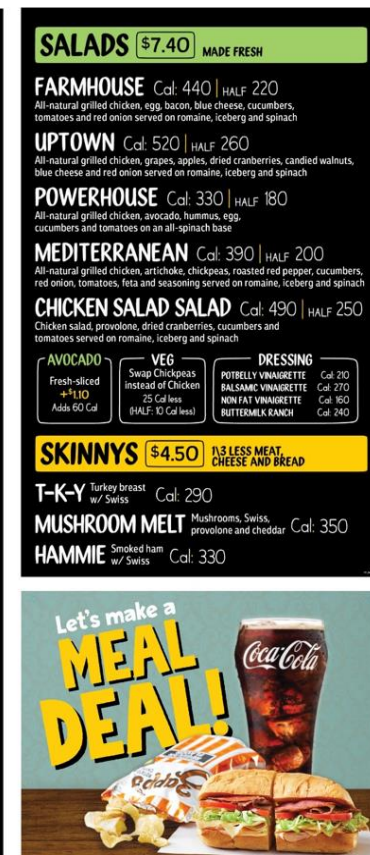 SALADS $7.40 MADE FRESH
FARMHOUSE Cal: 440 | HALF 220
All-natural grilled chicken, egg, bacon, blue cheese, cucumbers,
tomatoes and red onion served on romaine, iceberg and spinach
UPTOWN Cal: 520 | HALF 260
All-natural grilled chicken, grapes, apples, dried cranberries, candied walnuts,
blue cheese and red onion served on romaine, iceberg and spinach
POWERHOUSE Cal: 330 | HALF 180
All-natural grilled chicken, avocado, hummus, egg,
cucumbers and tomatoes on an all-spinach base
MEDITERRANEAN Cal: 390 | HALF 200
All-natural grilled chicken, artichoke, chickpeas, roasted red pepper, cucumbers,
red onion, tomatoes, feta and seasoning served on romaine, iceberg and spinach
CHICKEN SALAD SALAD Cal: 490 | HALF 250
Chicken salad, provolone, dried cranberries, cucumbers and
tomatoes served on romaine, iceberg and spinach
AVOCADO
Fresh-sliced
+$1.10
Adds 60 Cal
VEG
Swap Chickpeas
instead of Chicken
25 Cal less
(HALF: 10 Cal less)
DRESSING
POTBELLY VINAIGRETTE Cal: 210
BALSAMIC VINAIGRETTE Cal: 270
NON FAT VINAIGRETTE Cal: 160
BUTTERMILK RANCH Cal: 240
SKINNYS $4.50 1\3 LESS MEAT,
CHEESE AND BREAD
T-K-Y Turkey breast
w/ Swiss Cal: 290
MUSHROOM MELT Mushrooms, Swiss,
provolone and cheddar Cal: 350
HAMMIE Smoked ham
w/ Swiss Cal: 330
Let's make a
MEAL
DEAL!
Coca-Cola
Zapp's